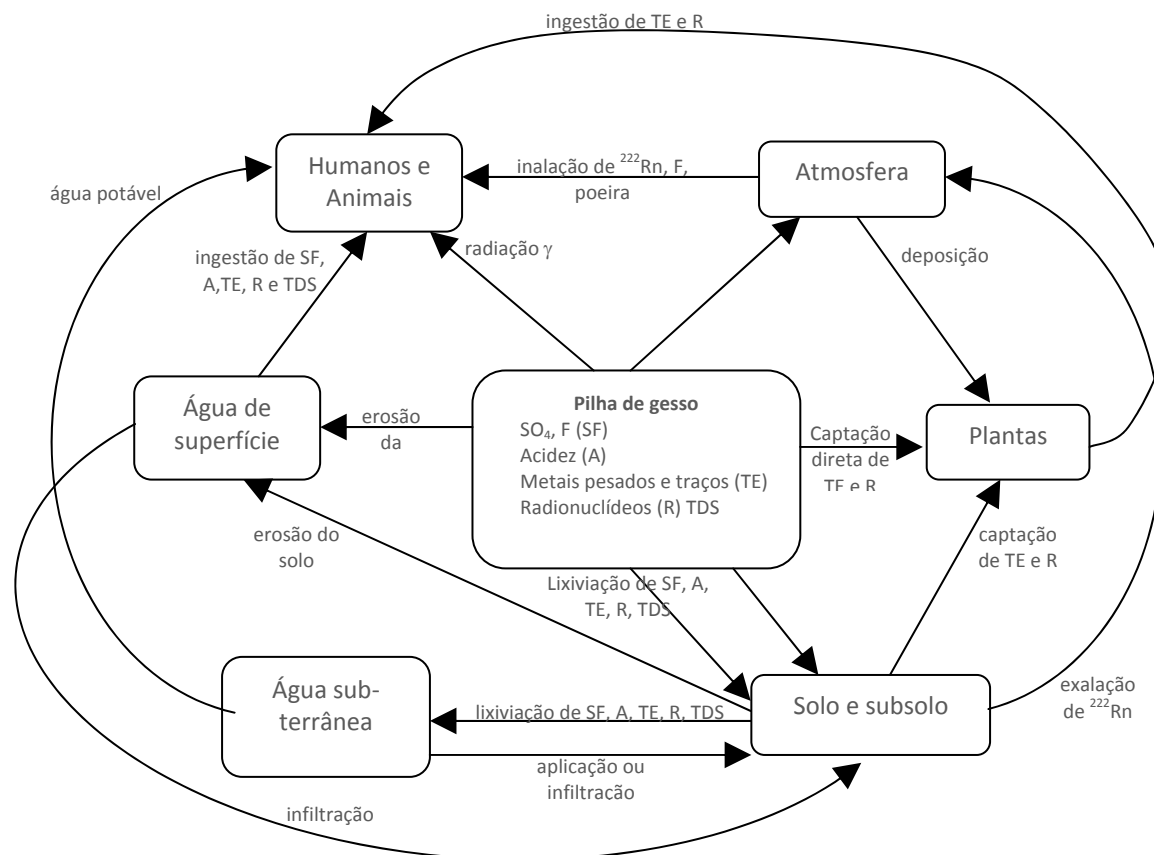 ingestão de TE e R
Humanos e
Animais
inalação de ²²²Rn, F,
poeira
Atmosfera
água potável
radiação γ
ingestão de SF,
A,TE, R e TDS
deposição
Água de
superfície
erosão
da
Pilha de gesso
SO₄, F (SF)
Acidez (A)
Metais pesados e traços (TE)
Radionuclídeos (R) TDS
Captação
direta de
TE e R
Plantas
erosão do
solo
captação
de TE e R
Lixiviação de SF, A,
TE, R, TDS
Água sub-
terrânea
lixiviação de SF, A, TE, R, TDS
Solo e subsolo
exalação
de ²²²Rn
aplicação ou
infiltração
infiltração